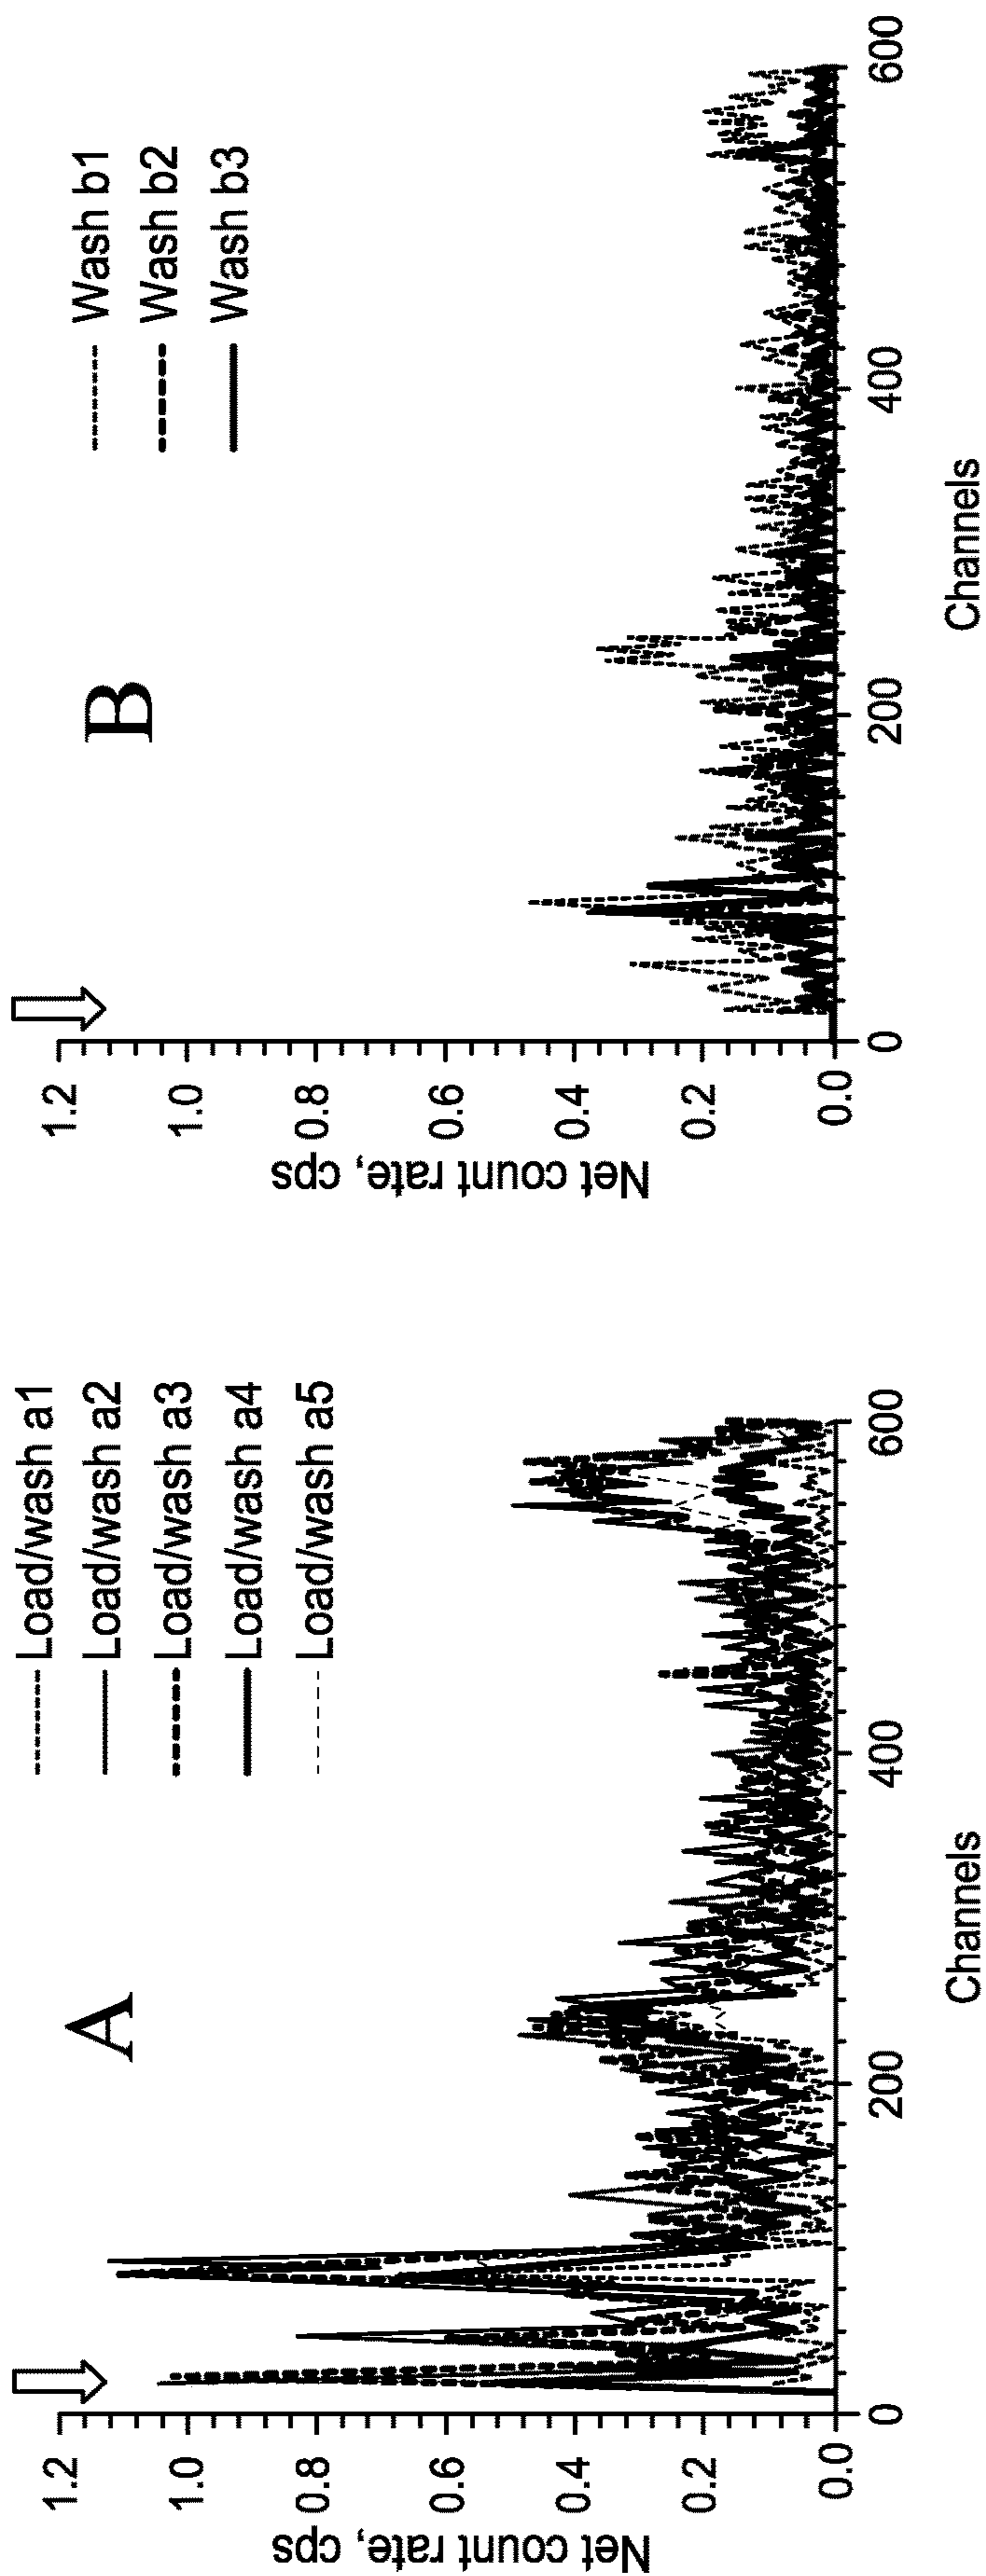 A
Load/wash a1
Load/wash a2
Load/wash a3
Load/wash a4
Load/wash a5
Net count rate, cps
1.2
1.0
0.8
0.6
0.4
0.2
0.0
0
200
400
600
Channels
B
Wash b1
Wash b2
Wash b3
Net count rate, cps
1.2
1.0
0.8
0.6
0.4
0.2
0.0
0
200
400
600
Channels